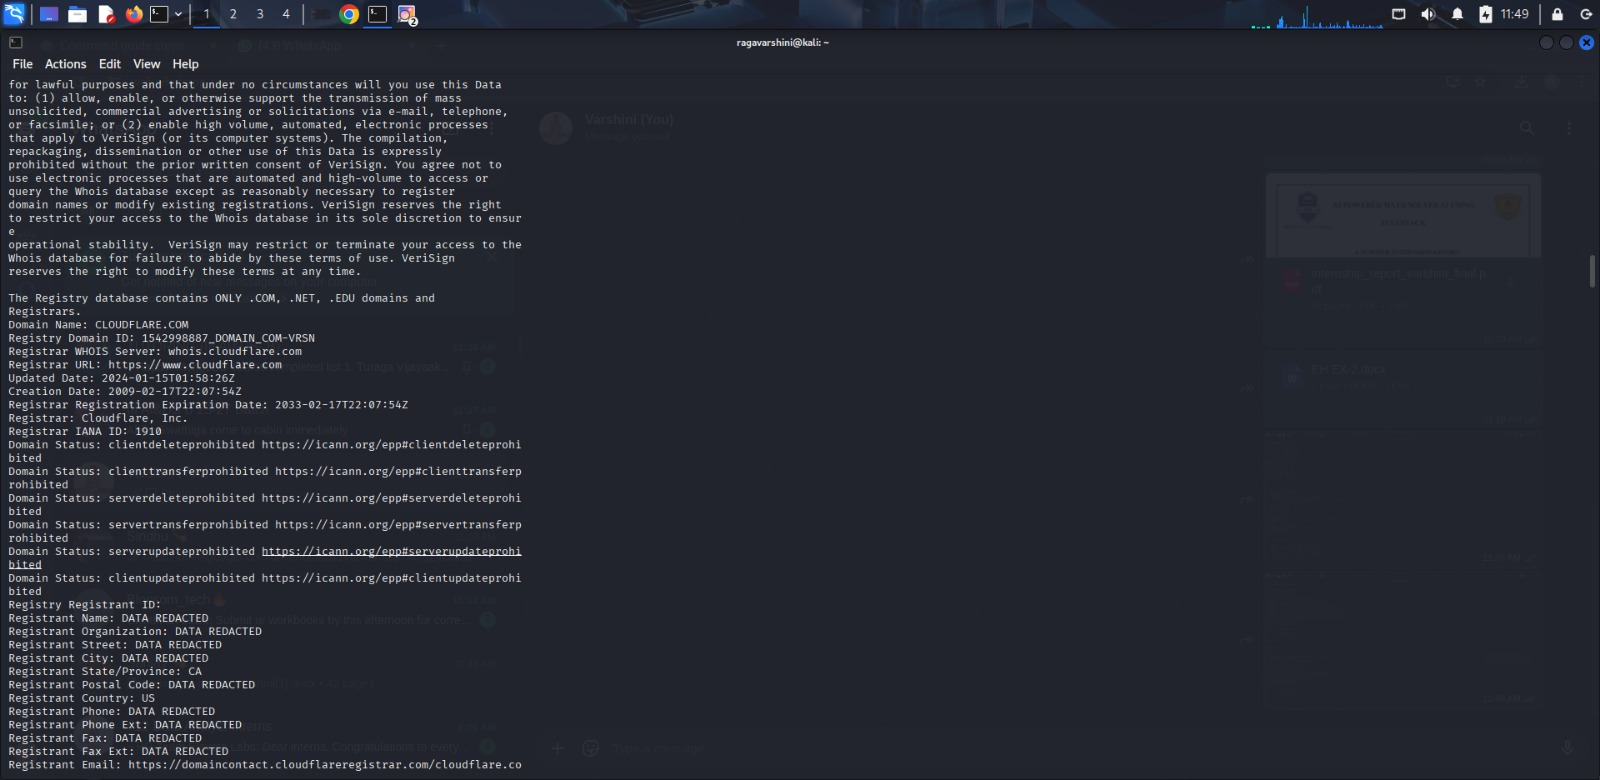 1 2 3 4
2
11:49
ragavarshini@kali: ~
File Actions Edit View Help
for lawful purposes and that under no circumstances will you use this Data
to: (1) allow, enable, or otherwise support the transmission of mass
unsolicited, commercial advertising or solicitations via e-mail, telephone,
or facsimile; or (2) enable high volume, automated, electronic processes
that apply to VeriSign (or its computer systems). The compilation,
repackaging, dissemination or other use of this Data is expressly
prohibited without the prior written consent of VeriSign. You agree not to
use electronic processes that are automated and high-volume to access or
query the Whois database except as reasonably necessary to register
domain names or modify existing registrations. VeriSign reserves the right
to restrict your access to the Whois database in its sole discretion to ensur
e
operational stability.  VeriSign may restrict or terminate your access to the
Whois database for failure to abide by these terms of use. VeriSign
reserves the right to modify these terms at any time.
The Registry database contains ONLY .COM, .NET, .EDU domains and
Registrars.
Domain Name: CLOUDFLARE.COM
Registry Domain ID: 1542998887_DOMAIN_COM-VRSN
Registrar WHOIS Server: whois.cloudflare.com
Registrar URL: https://www.cloudflare.com
Updated Date: 2024-01-15T01:58:26Z
Creation Date: 2009-02-17T22:07:54Z
Registrar Registration Expiration Date: 2033-02-17T22:07:54Z
Registrar: Cloudflare, Inc.
Registrar IANA ID: 1910
Domain Status: clientdeleteprohibited https://icann.org/epp#clientdeleteprohi
bited
Domain Status: clienttransferprohibited https://icann.org/epp#clienttransferp
rohibited
Domain Status: serverdeleteprohibited https://icann.org/epp#serverdeleteprohi
bited
Domain Status: servertransferprohibited https://icann.org/epp#servertransferp
rohibited
Domain Status: serverupdateprohibited https://icann.org/epp#serverupdateprohi
bited
Domain Status: clientupdateprohibited https://icann.org/epp#clientupdateprohi
bited
Registry Registrant ID:
Registrant Name: DATA REDACTED
Registrant Organization: DATA REDACTED
Registrant Street: DATA REDACTED
Registrant City: DATA REDACTED
Registrant State/Province: CA
Registrant Postal Code: DATA REDACTED
Registrant Country: US
Registrant Phone: DATA REDACTED
Registrant Phone Ext: DATA REDACTED
Registrant Fax: DATA REDACTED
Registrant Fax Ext: DATA REDACTED
Registrant Email: https://domaincontact.cloudflareregistrar.com/cloudflare.co
Varshini (You)
EH EX-2.docx
Type a message